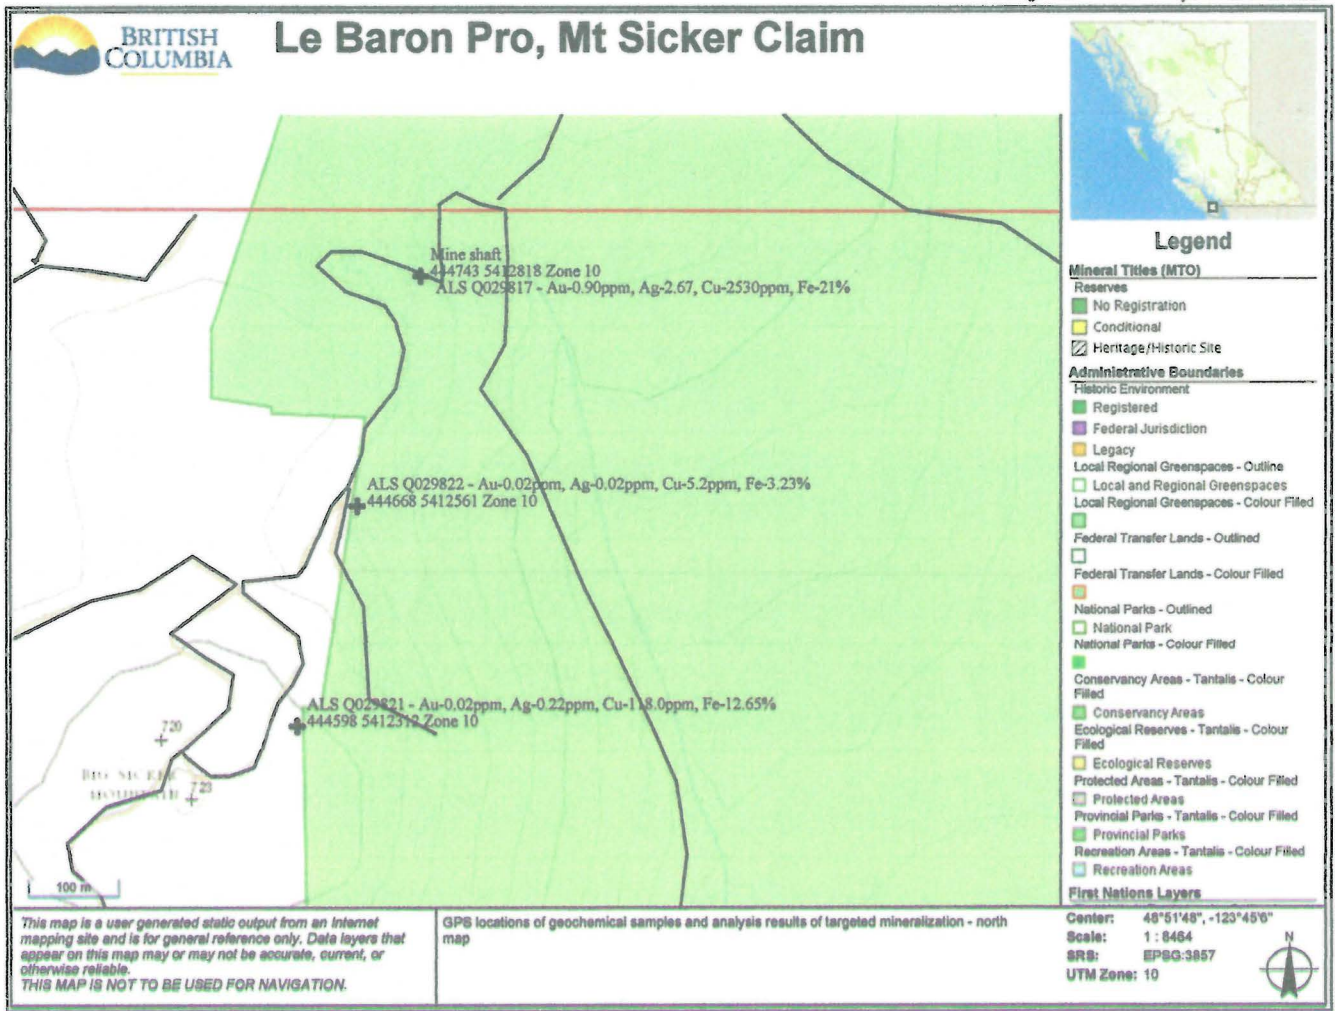 BRITISH
COLUMBIA
Le Baron Pro, Mt Sicker Claim
Mine shaft
444743 5412818 Zone 10
ALS Q029817 - Au-0.90ppm, Ag-2.67, Cu-2530ppm, Fe-21%
ALS Q029822 - Au-0.02ppm, Ag-0.02ppm, Cu-5.2ppm, Fe-3.23%
444668 5412561 Zone 10
ALS Q029821 - Au-0.02ppm, Ag-0.22ppm, Cu-118.0ppm, Fe-12.65%
444598 5412312 Zone 10
720
BIG SICKER
MOUNTAIN
723
100 m
Legend
Mineral Titles (MTO)
Reserves
No Registration
Conditional
Heritage/Historic Site
Administrative Boundaries
Historic Environment
Registered
Federal Jurisdiction
Legacy
Local Regional Greenspaces - Outline
Local and Regional Greenspaces
Local Regional Greenspaces - Colour Filled
Federal Transfer Lands - Outlined
Federal Transfer Lands - Colour Filled
National Parks - Outlined
National Park
National Parks - Colour Filled
Conservancy Areas - Tantalis - Colour
Filled
Conservancy Areas
Ecological Reserves - Tantalis - Colour
Filled
Ecological Reserves
Protected Areas - Tantalis - Colour Filled
Protected Areas
Provincial Parks - Tantalis - Colour Filled
Provincial Parks
Recreation Areas - Tantalis - Colour Filled
Recreation Areas
First Nations Layers
This map is a user generated static output from an Internet
mapping site and is for general reference only. Data layers that
appear on this map may or may not be accurate, current, or
otherwise reliable.
THIS MAP IS NOT TO BE USED FOR NAVIGATION.
GPS locations of geochemical samples and analysis results of targeted mineralization - north
map
Center: 48°51'48", -123°45'6"
Scale: 1 : 8464
SRS: EPSG:3857
UTM Zone: 10
N